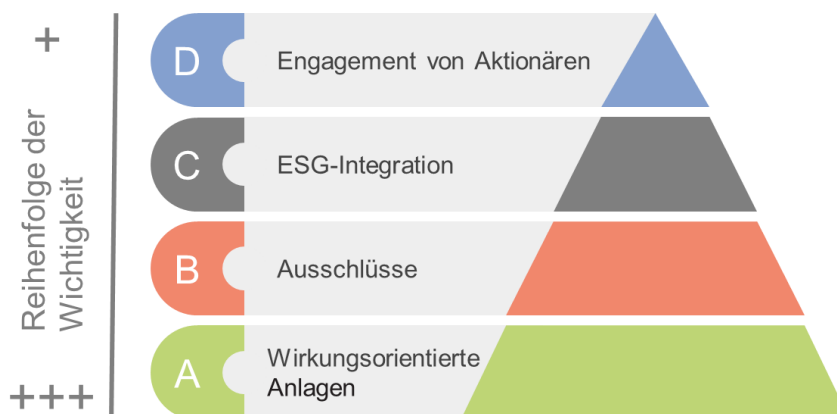 +
Reihenfolge der
Wichtigkeit
+++
D
Engagement von Aktionären
C
ESG-Integration
B
Ausschlüsse
A
Wirkungsorientierte
Anlagen